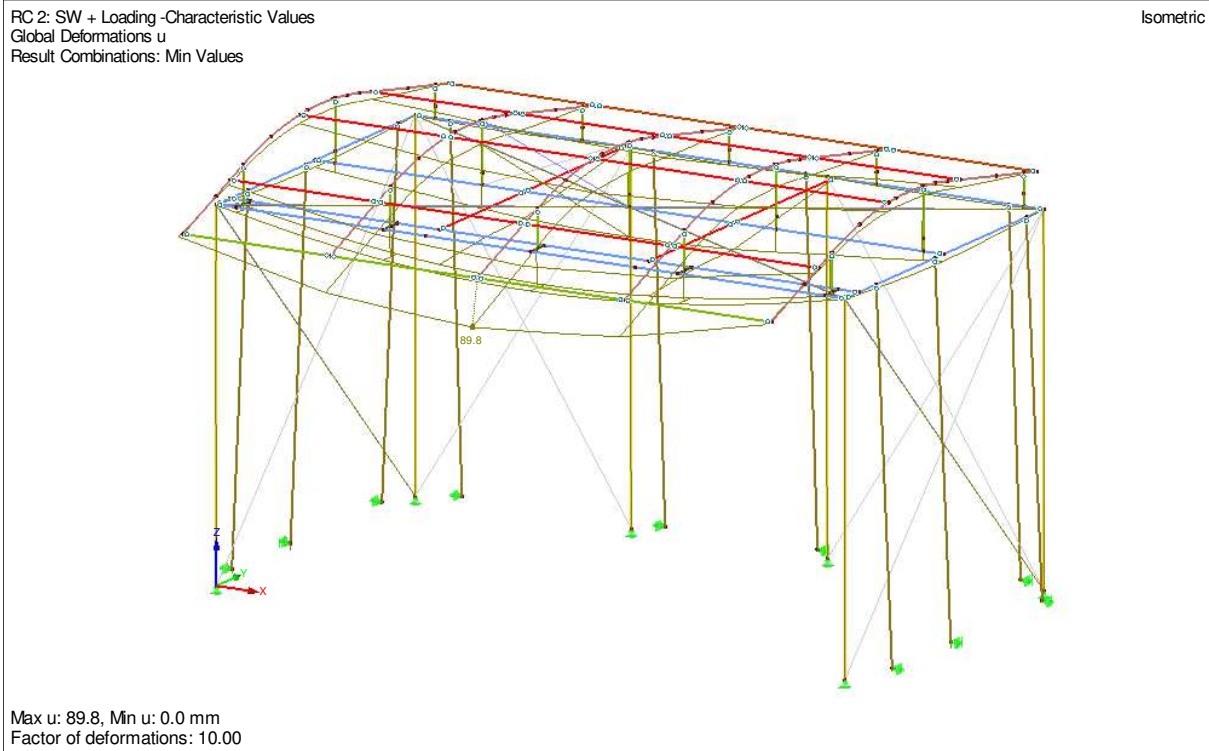 RC 2: SW + Loading -Characteristic Values
Isometric
Global Deformations u
Result Combinations: Min Values
89.8
Z
Y
X
Max u: 89.8, Min u: 0.0 mm
Factor of deformations: 10.00